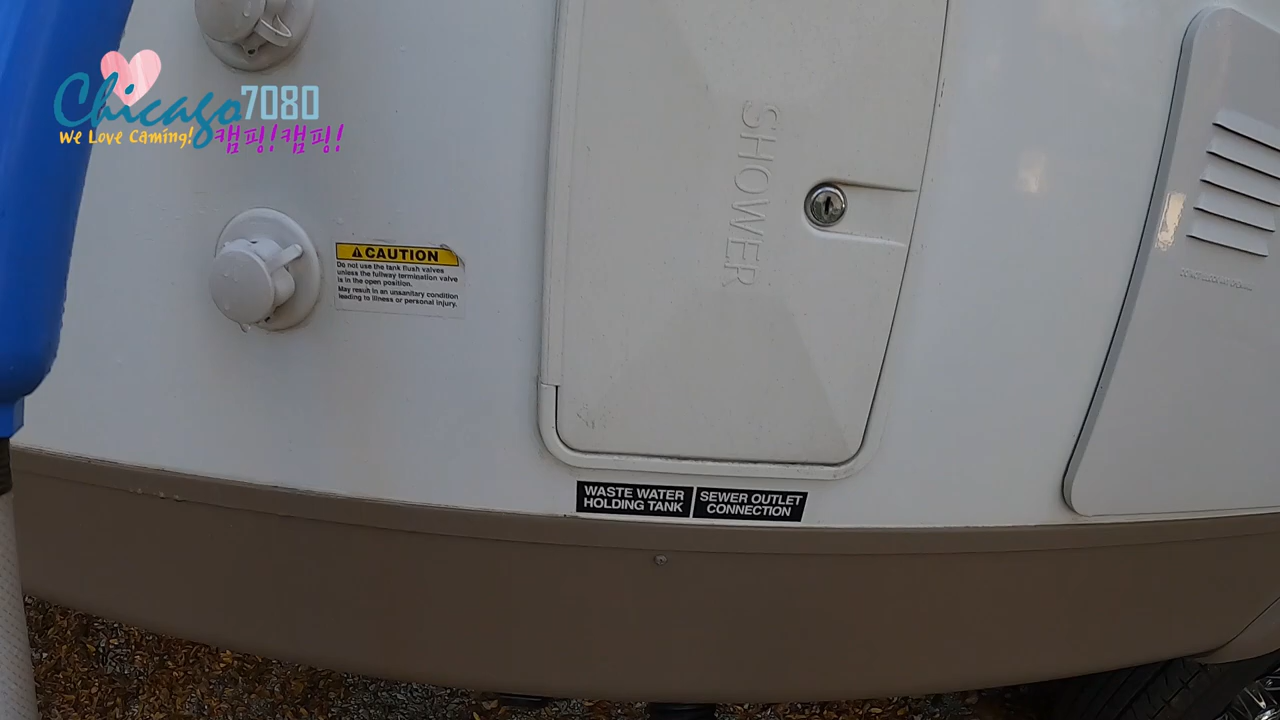 Chicago7080
We Love Caming! 캠핑!캠핑!
SHOWER
CAUTION
Do not use the tank flush valves
unless the fullway termination valve
is in the open position.
May result in an unsanitary condition
leading to illness or personal injury.
WASTE WATER
HOLDING TANK
SEWER OUTLET
CONNECTION